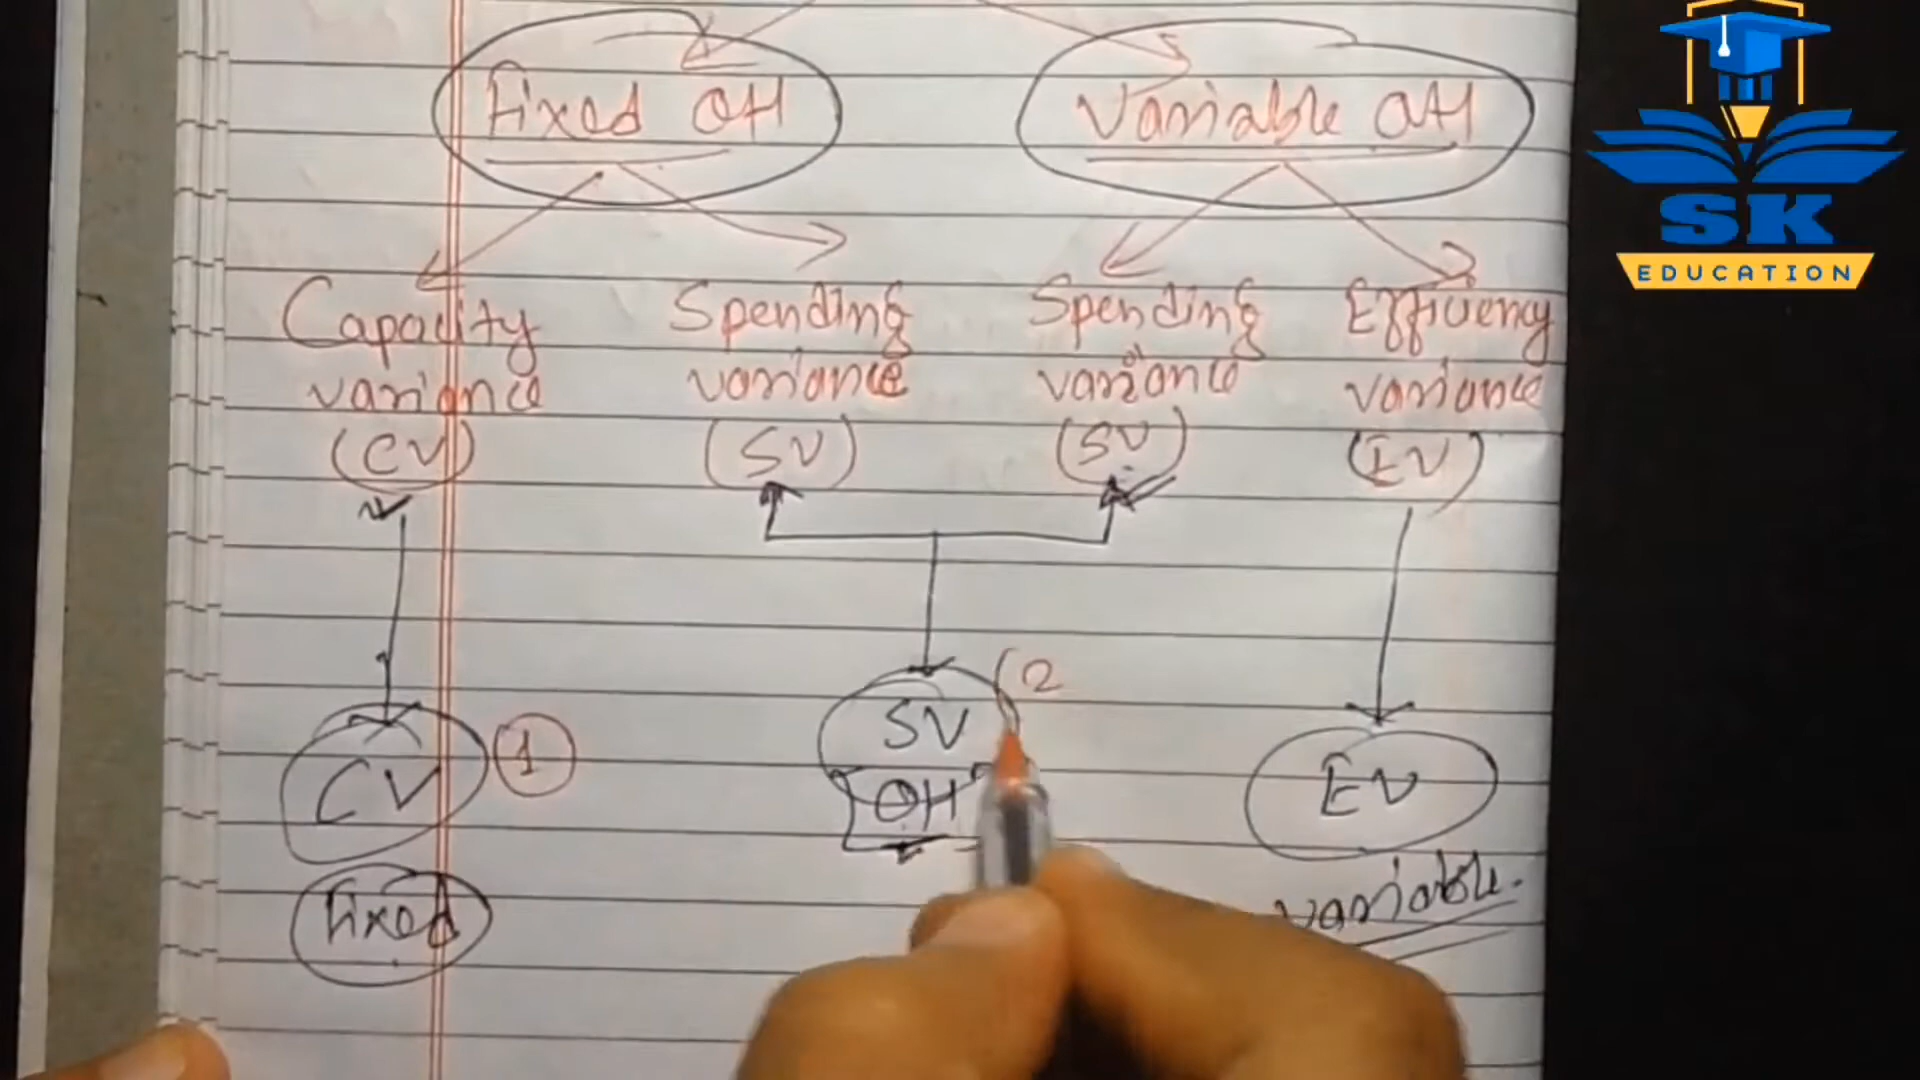 Fixed OH
Variable OH
Capacity
variance
(CV)
Spending
variance
(SV)
Spending
variance
(SV)
Efficiency
variance
(EV)
CV
1
Fixed
SV
OH
2
EV
variable.
SK
EDUCATION